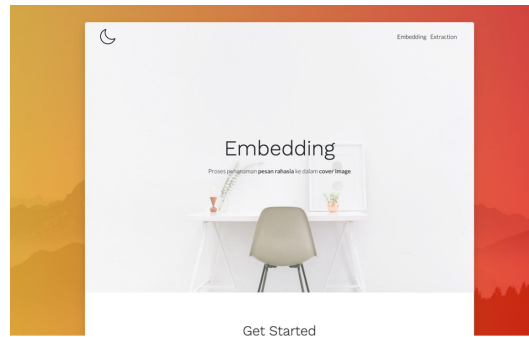 Embedding Extraction
Embedding
Proses penanaman pesan rahasia ke dalam cover image
Get Started